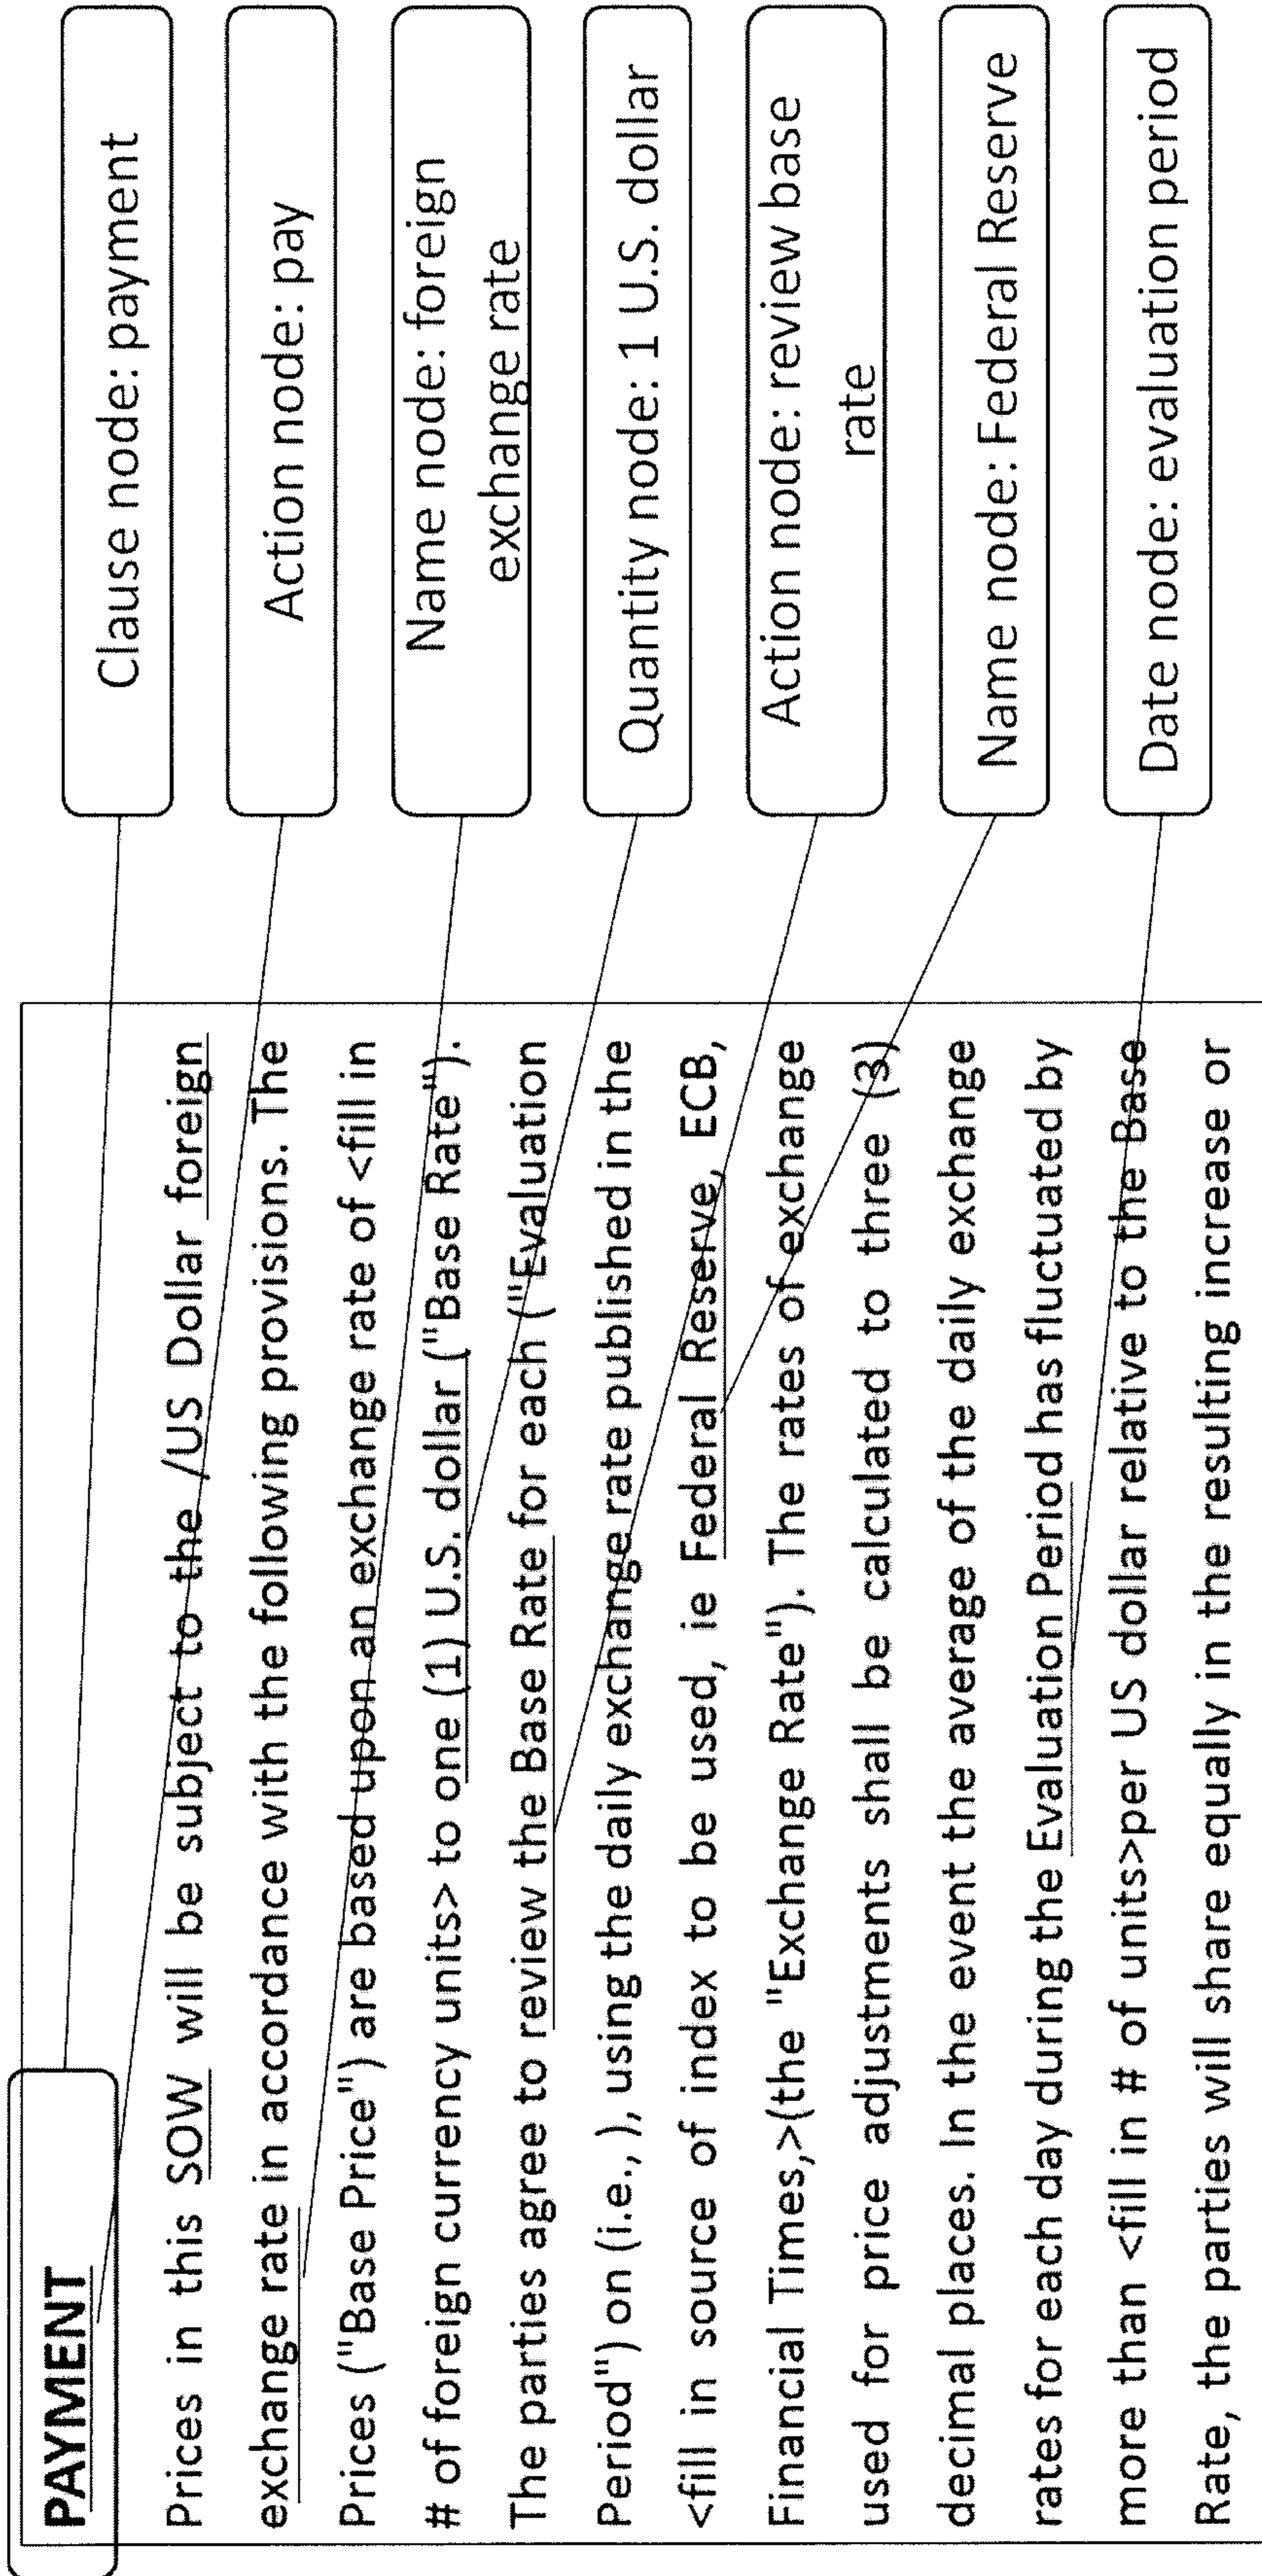 PAYMENT
Prices in this SOW will be subject to the /US Dollar foreign
exchange rate in accordance with the following provisions. The
Prices ("Base Price") are based upon an exchange rate of <fill in
# of foreign currency units> to one (1) U.S. dollar ("Base Rate").
The parties agree to review the Base Rate for each ("Evaluation
Period") on (i.e., ), using the daily exchange rate published in the
<fill in source of index to be used, ie Federal Reserve, ECB,
Financial Times,>(the "Exchange Rate"). The rates of exchange
used for price adjustments shall be calculated to three (3)
decimal places. In the event the average of the daily exchange
rates for each day during the Evaluation Period has fluctuated by
more than <fill in # of units>per US dollar relative to the Base
Rate, the parties will share equally in the resulting increase or
Clause node: payment
Action node: pay
Name node: foreign
exchange rate
Quantity node: 1 U.S. dollar
Action node: review base
rate
Name node: Federal Reserve
Date node: evaluation period